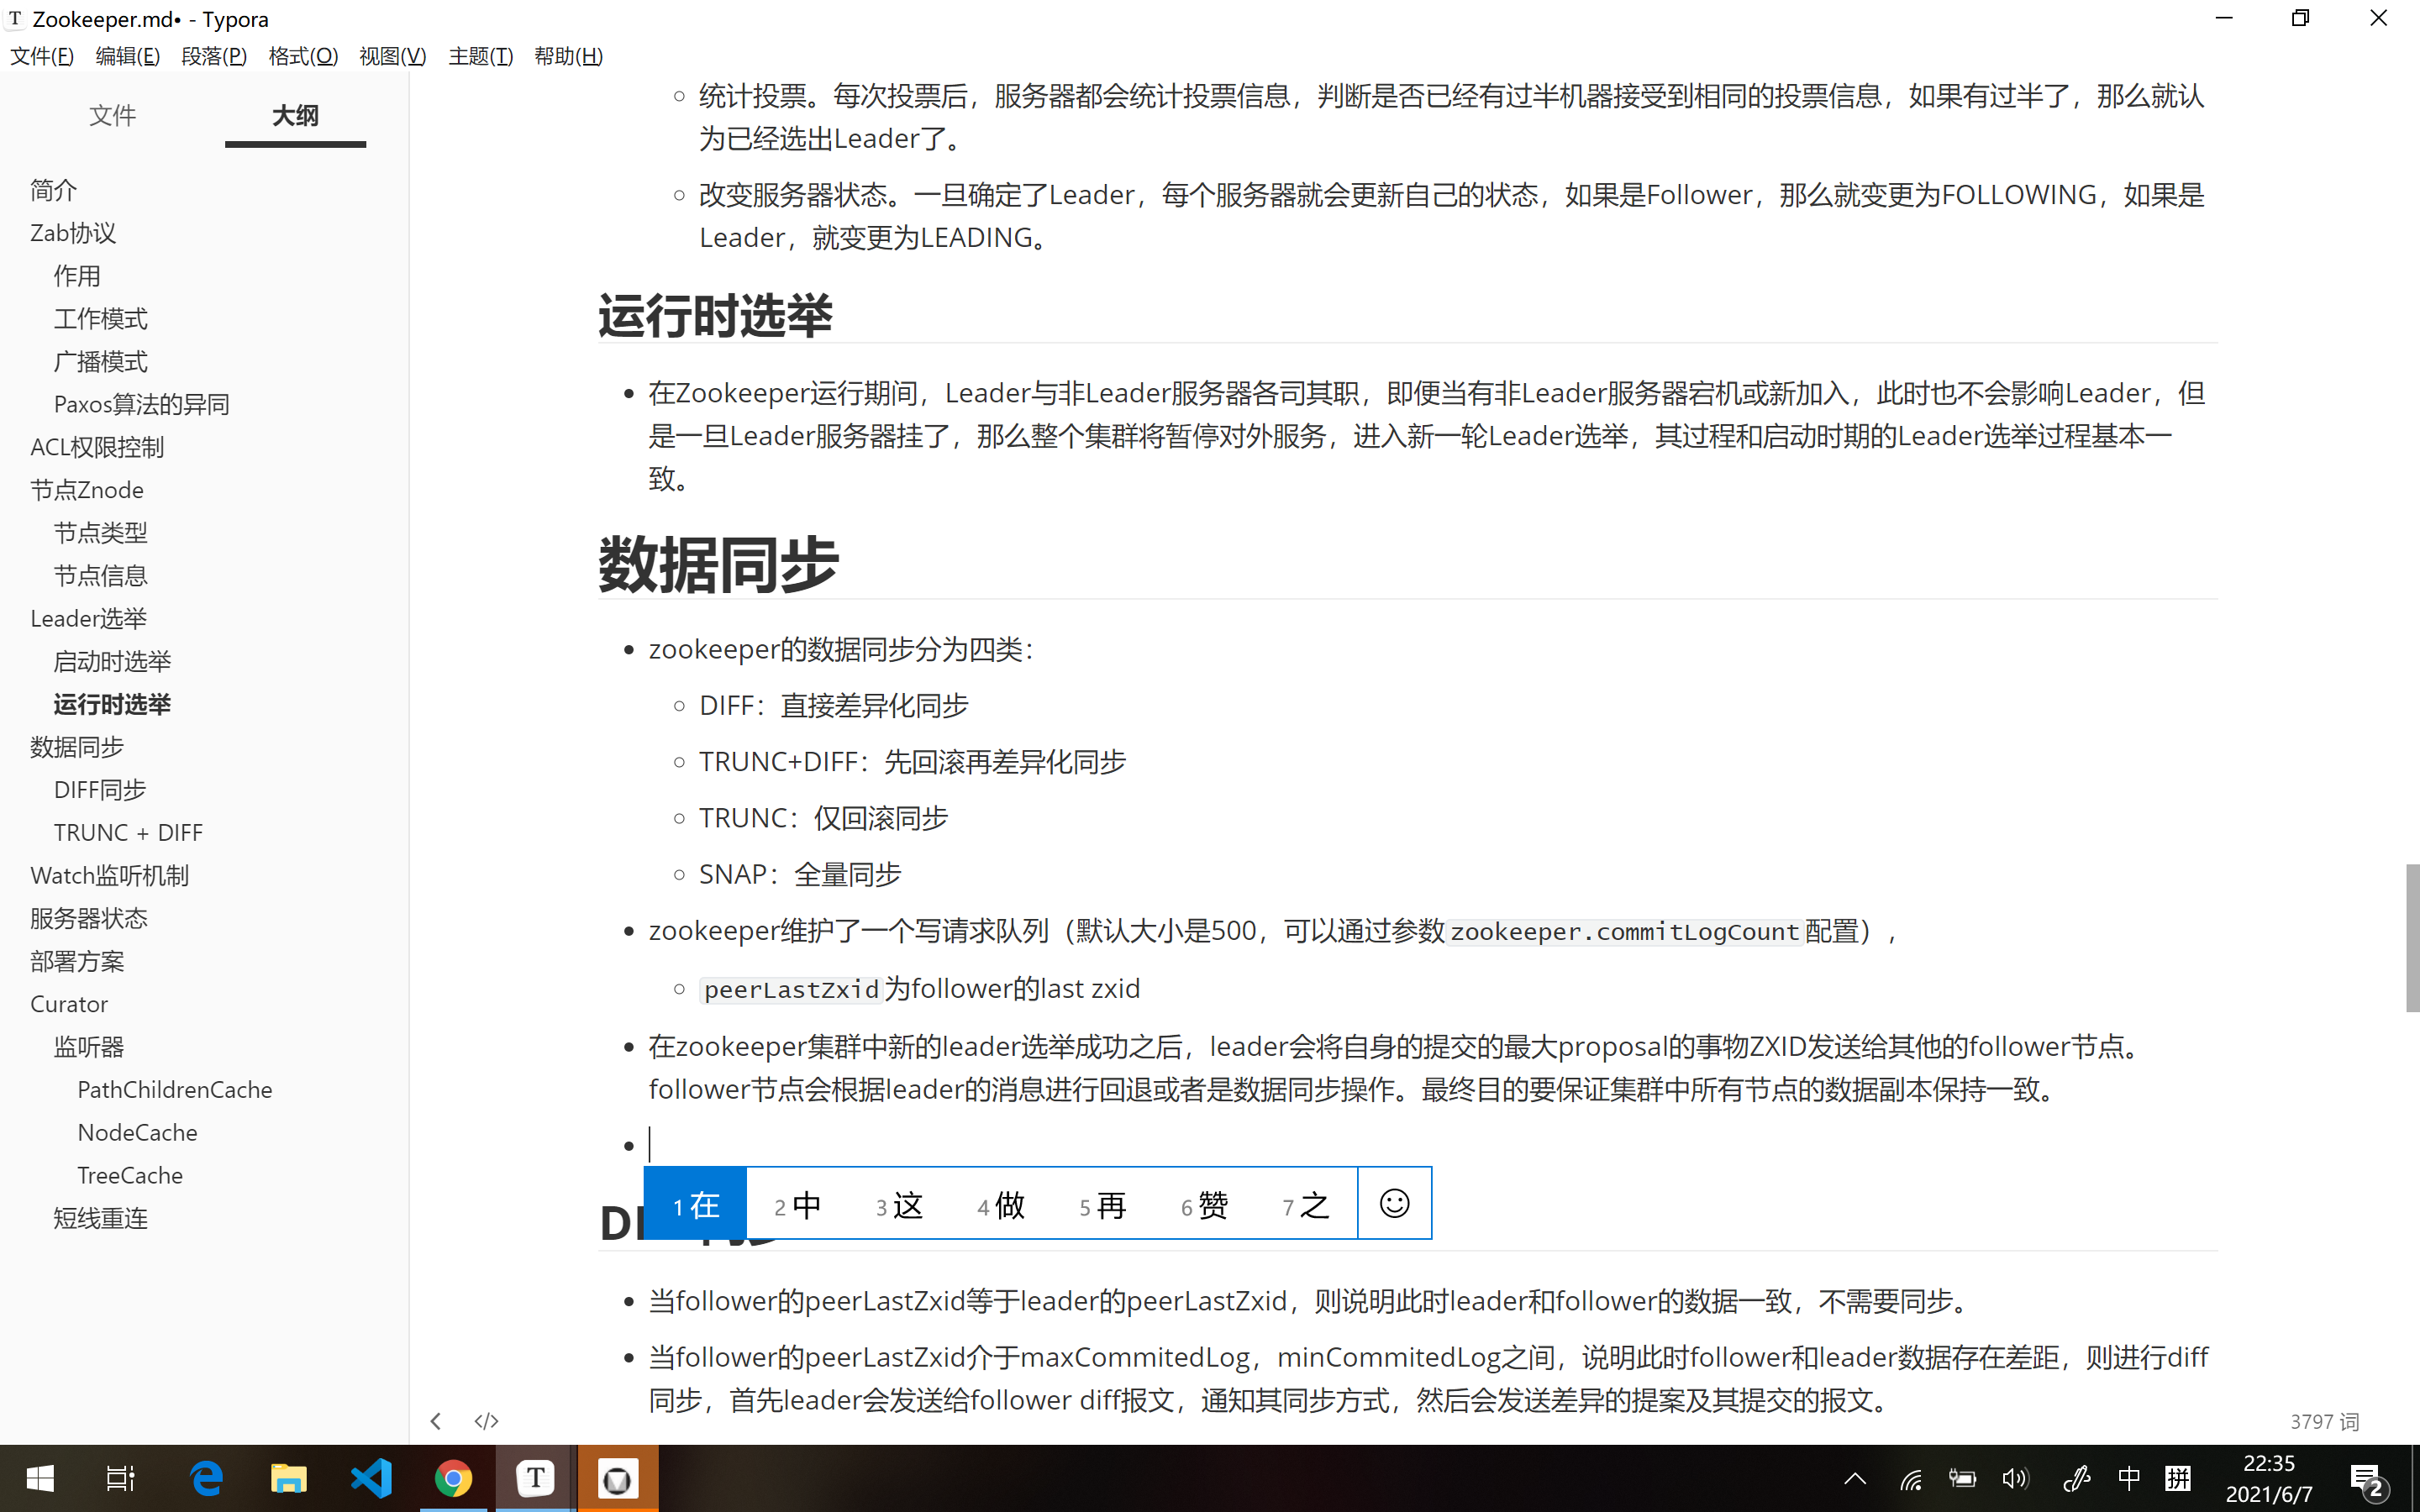 Zookeeper.md• - Typora
文件(F) 编辑(E) 段落(P) 格式(O) 视图(V) 主题(T) 帮助(H)
文件 大纲
简介
Zab协议
作用
工作模式
广播模式
Paxos算法的异同
ACL权限控制
节点Znode
节点类型
节点信息
Leader选举
启动时选举
运行时选举
数据同步
DIFF同步
TRUNC + DIFF
Watch监听机制
服务器状态
部署方案
Curator
监听器
PathChildrenCache
NodeCache
TreeCache
短线重连
统计投票。每次投票后，服务器都会统计投票信息，判断是否已经有过半机器接受到相同的投票信息，如果有过半了，那么就认
为已经选出Leader了。
改变服务器状态。一旦确定了Leader，每个服务器就会更新自己的状态，如果是Follower，那么就变更为FOLLOWING，如果是
Leader，就变更为LEADING。
运行时选举
在Zookeeper运行期间，Leader与非Leader服务器各司其职，即便当有非Leader服务器宕机或新加入，此时也不会影响Leader，但
是一旦Leader服务器挂了，那么整个集群将暂停对外服务，进入新一轮Leader选举，其过程和启动时期的Leader选举过程基本一
致。
数据同步
zookeeper的数据同步分为四类：
DIFF：直接差异化同步
TRUNC+DIFF：先回滚再差异化同步
TRUNC：仅回滚同步
SNAP：全量同步
zookeeper维护了一个写请求队列（默认大小是500，可以通过参数zookeeper.commitLogCount配置），
peerLastZxid为follower的last zxid
在zookeeper集群中新的leader选举成功之后，leader会将自身的提交的最大proposal的事物ZXID发送给其他的follower节点。
follower节点会根据leader的消息进行回退或者是数据同步操作。最终目的要保证集群中所有节点的数据副本保持一致。
1 在 2 中 3 这 4 做 5 再 6 赞 7 之
当follower的peerLastZxid等于leader的peerLastZxid，则说明此时leader和follower的数据一致，不需要同步。
当follower的peerLastZxid介于maxCommitedLog，minCommitedLog之间，说明此时follower和leader数据存在差距，则进行diff
同步，首先leader会发送给follower diff报文，通知其同步方式，然后会发送差异的提案及其提交的报文。
3797 词
中 拼
22:35
2021/6/7
2